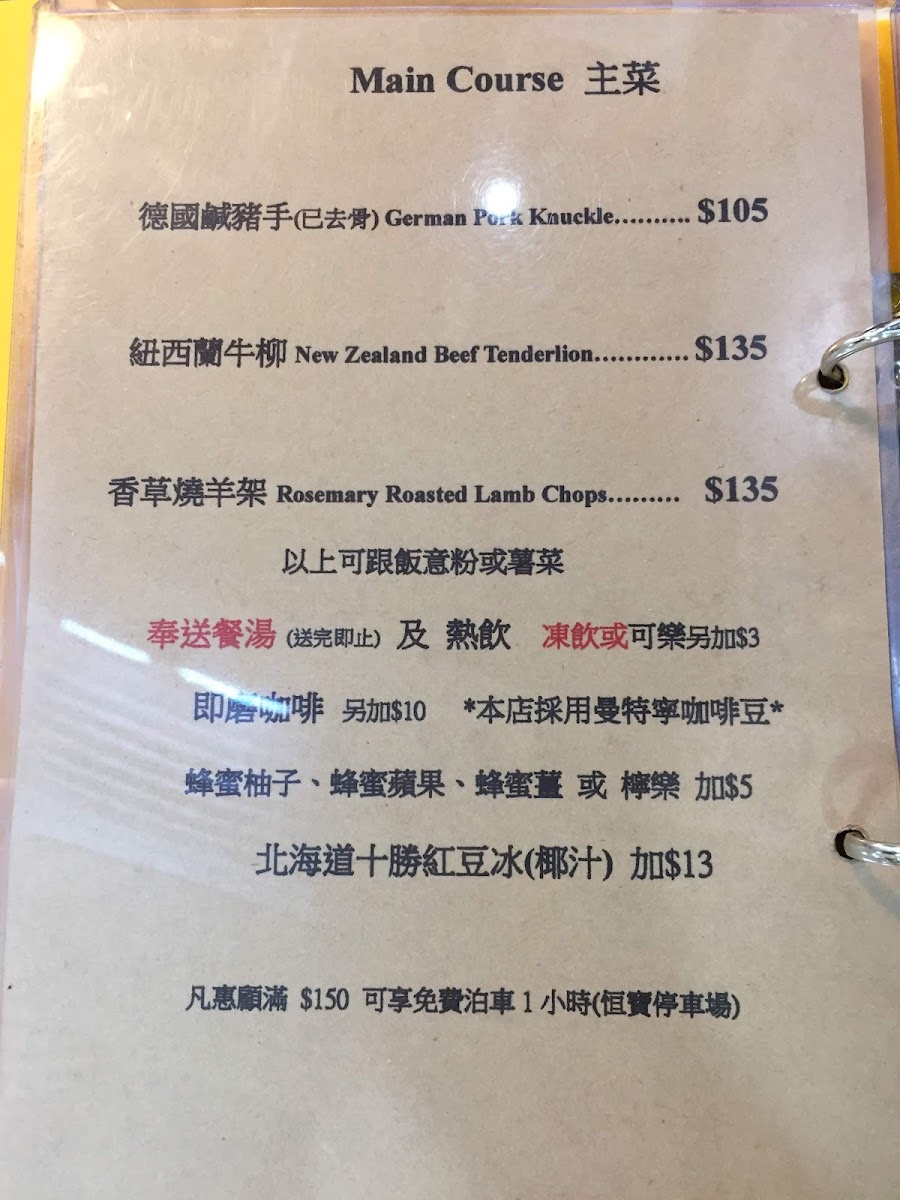 Main Course 主菜
德國鹹豬手(已去骨) German Pork Knuckle.......... $105
紐西蘭牛柳 New Zealand Beef Tenderlion............ $135
香草燒羊架 Rosemary Roasted Lamb Chops......... $135
以上可跟飯意粉或薯菜
奉送餐湯 (送完即止) 及 熱飲 凍飲或可樂另加$3
即磨咖啡 另加$10 *本店採用曼特寧咖啡豆*
蜂蜜柚子、蜂蜜蘋果、蜂蜜薑 或 檸樂 加$5
北海道十勝紅豆冰(椰汁) 加$13
凡惠顧滿 $150 可享免費泊車 1 小時(恒寶停車場)